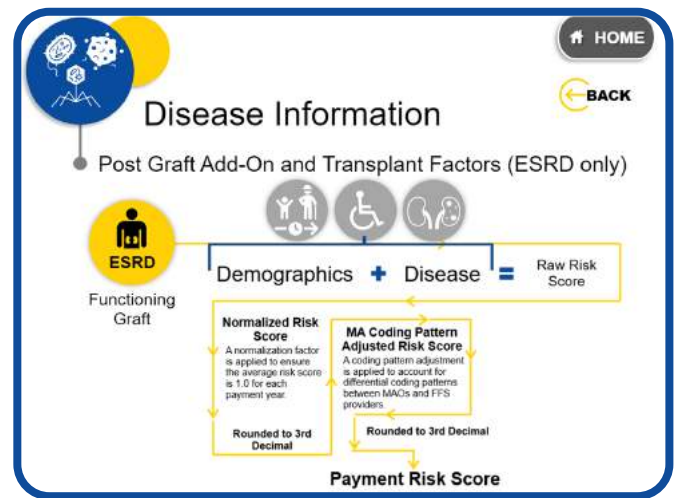 HOME
BACK
Disease Information
Post Graft Add-On and Transplant Factors (ESRD only)
ESRD
Functioning
Graft
Demographics + Disease = Raw Risk
Score
Normalized Risk
Score
A normalization factor
is applied to ensure
the average risk score
is 1.0 for each
payment year.
Rounded to 3rd
Decimal
MA Coding Pattern
Adjusted Risk Score
A coding pattern adjustment
is applied to account for
differential coding patterns
between MAOs and FFS
providers.
Rounded to 3rd Decimal
Payment Risk Score